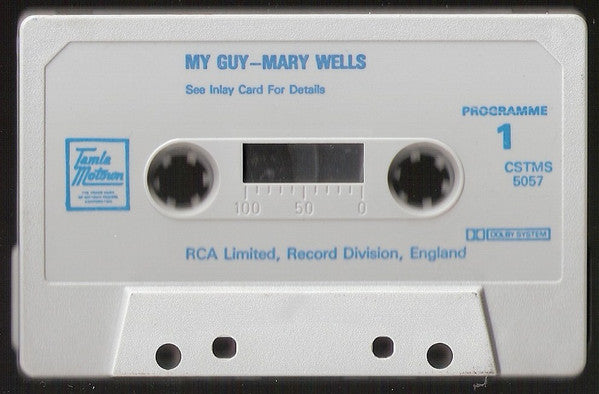 MY GUY—MARY WELLS
See Inlay Card For Details
PROGRAMME
1
CSTMS
5057
Tamla
Motown
100 50 0
DOLBY SYSTEM
RCA Limited, Record Division, England